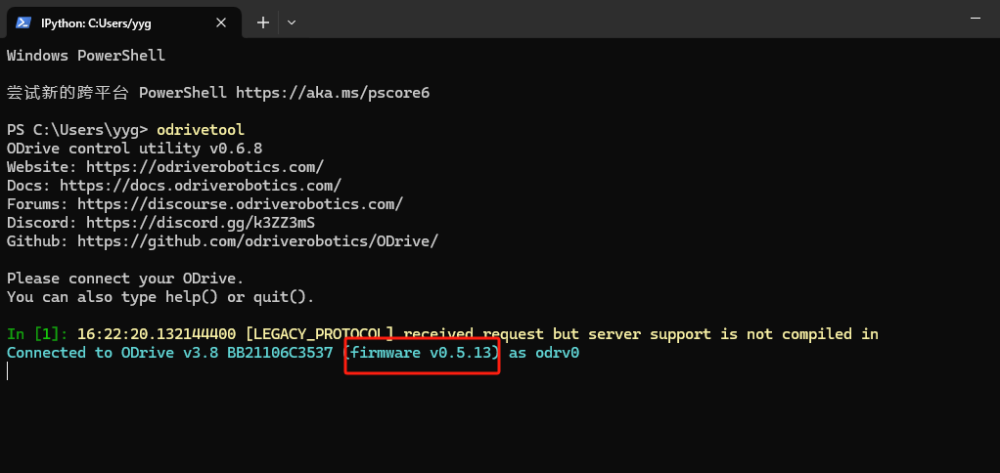 IPython: C:Users/yyg
Windows PowerShell
尝试新的跨平台 PowerShell https://aka.ms/pscore6
PS C:\Users\yyg> odrivetool
ODrive control utility v0.6.8
Website: https://odriverobotics.com/
Docs: https://docs.odriverobotics.com/
Forums: https://discourse.odriverobotics.com/
Discord: https://discord.gg/k3ZZ3mS
Github: https://github.com/odriverobotics/ODrive/
Please connect your ODrive.
You can also type help() or quit().
In [1]: 16:22:20.132144400 [LEGACY_PROTOCOL] received request but server support is not compiled in
Connected to ODrive v3.8 BB21106C3537 (firmware v0.5.13) as odrv0